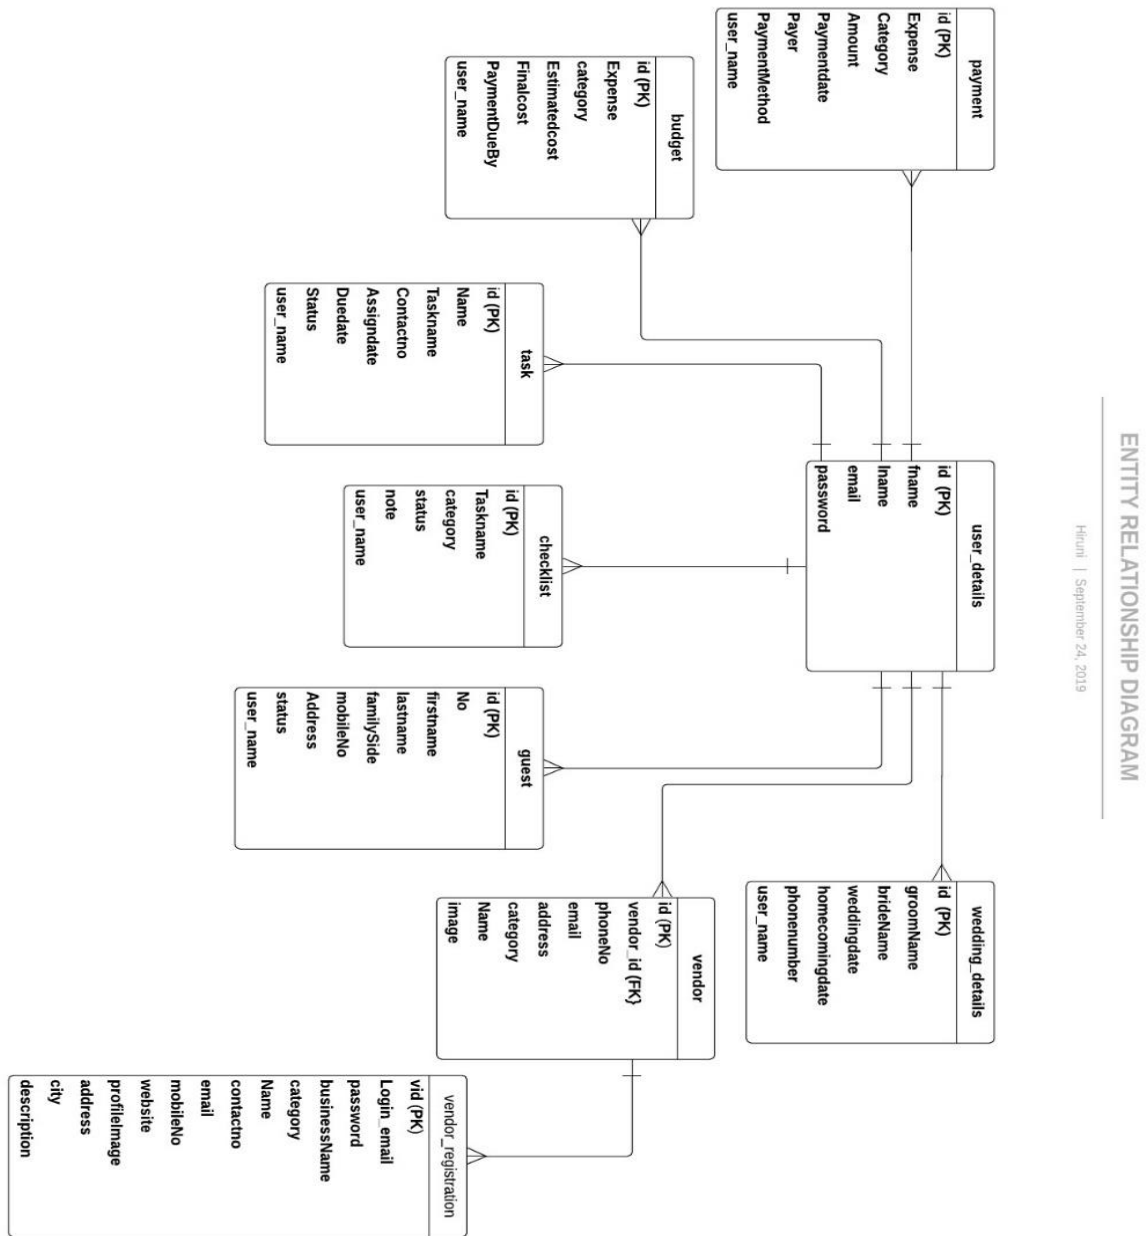 ENTITY RELATIONSHIP DIAGRAM
Hiruni | September 24, 2019
payment
id (PK)
Expense
Category
Amount
Paymentdate
Payer
PaymentMethod
user_name
budget
id (PK)
Expense
category
Estimatedcost
Finalcost
PaymentDueBy
user_name
task
id (PK)
Name
Taskname
Contactno
Assigndate
Duedate
Status
user_name
user_details
id (PK)
fname
lname
email
password
checklist
id (PK)
Taskname
category
status
note
user_name
guest
id (PK)
No
firstname
lastname
familySide
mobileNo
Address
status
user_name
wedding_details
id (PK)
groomName
brideName
weddingdate
homecomingdate
phonenumber
user_name
vendor
id (PK)
vendor_id (FK}
phoneNo
email
address
category
Name
image
vendor_registration
vid (PK)
Login_email
password
businessName
category
Name
contactno
email
mobileNo
website
profileImage
address
city
description